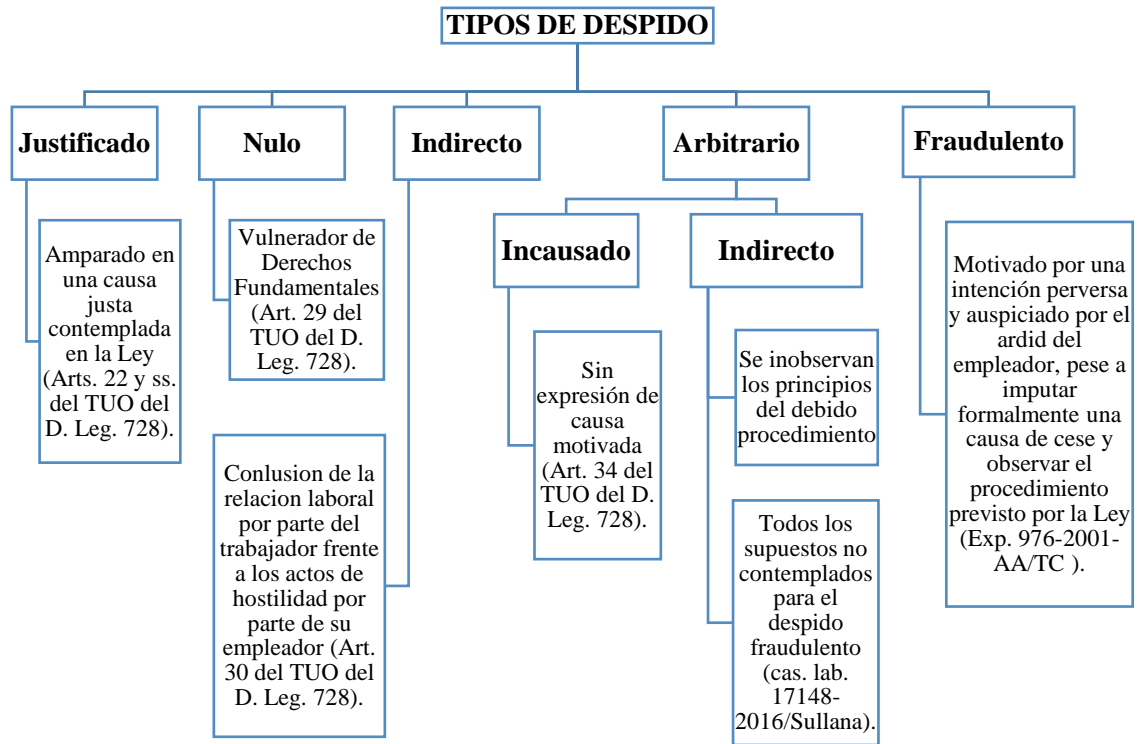 TIPOS DE DESPIDO
Justificado
Nulo
Indirecto
Arbitrario
Fraudulento
Amparado en
una causa
justa
contemplada
en la Ley
(Arts. 22 y ss.
del TUO del
D. Leg. 728).
Vulnerador de
Derechos
Fundamentales
(Art. 29 del
TUO del D.
Leg. 728).
Conlusion de la
relacion laboral
por parte del
trabajador frente
a los actos de
hostilidad por
parte de su
empleador (Art.
30 del TUO del
D. Leg. 728).
Incausado
Indirecto
Sin
expresión de
causa
motivada
(Art. 34 del
TUO del D.
Leg. 728).
Se inobservan
los principios
del debido
procedimiento
Todos los
supuestos no
contemplados
para el
despido
fraudulento
(cas. lab.
17148-
2016/Sullana).
Motivado por una
intención perversa
y auspiciado por el
ardid del
empleador, pese a
imputar
formalmente una
causa de cese y
observar el
procedimiento
previsto por la Ley
(Exp. 976-2001-
AA/TC ).